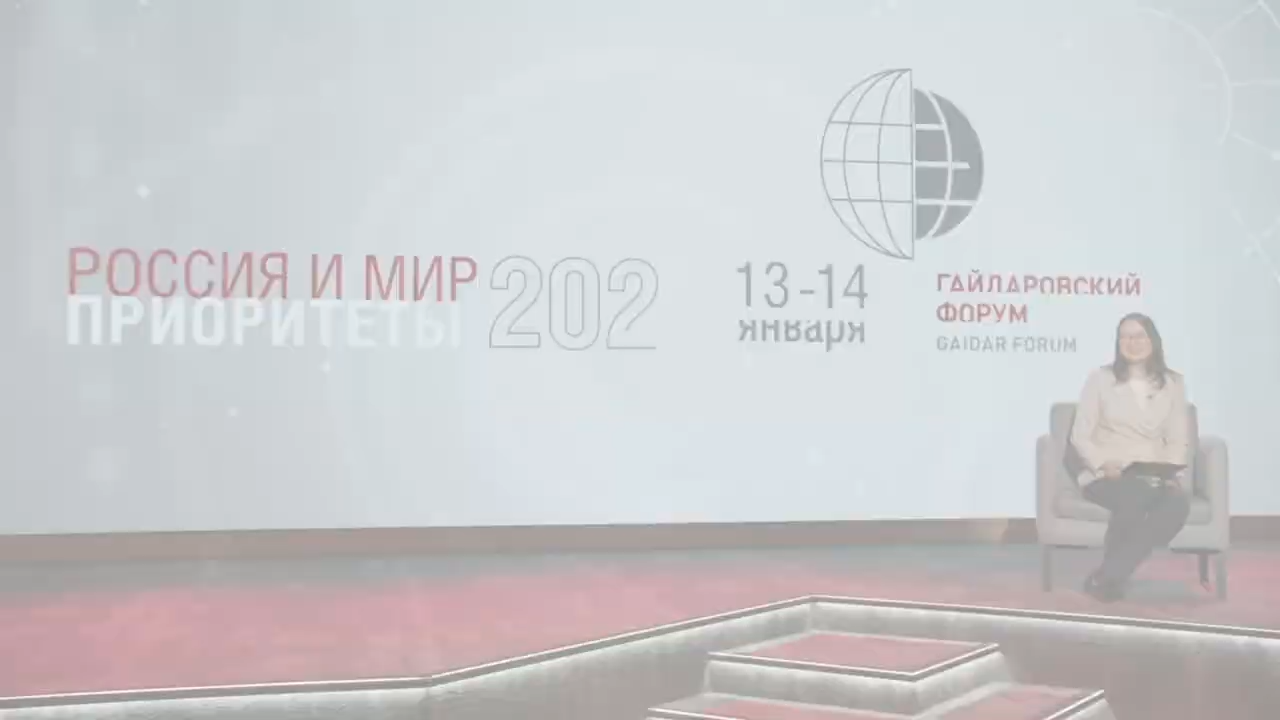 РОССИЯ И МИР
ПРИОРИТЕТЫ 202
13-14
января
ГАЙДАРОВСКИЙ
ФОРУМ
GAIDAR FORUM